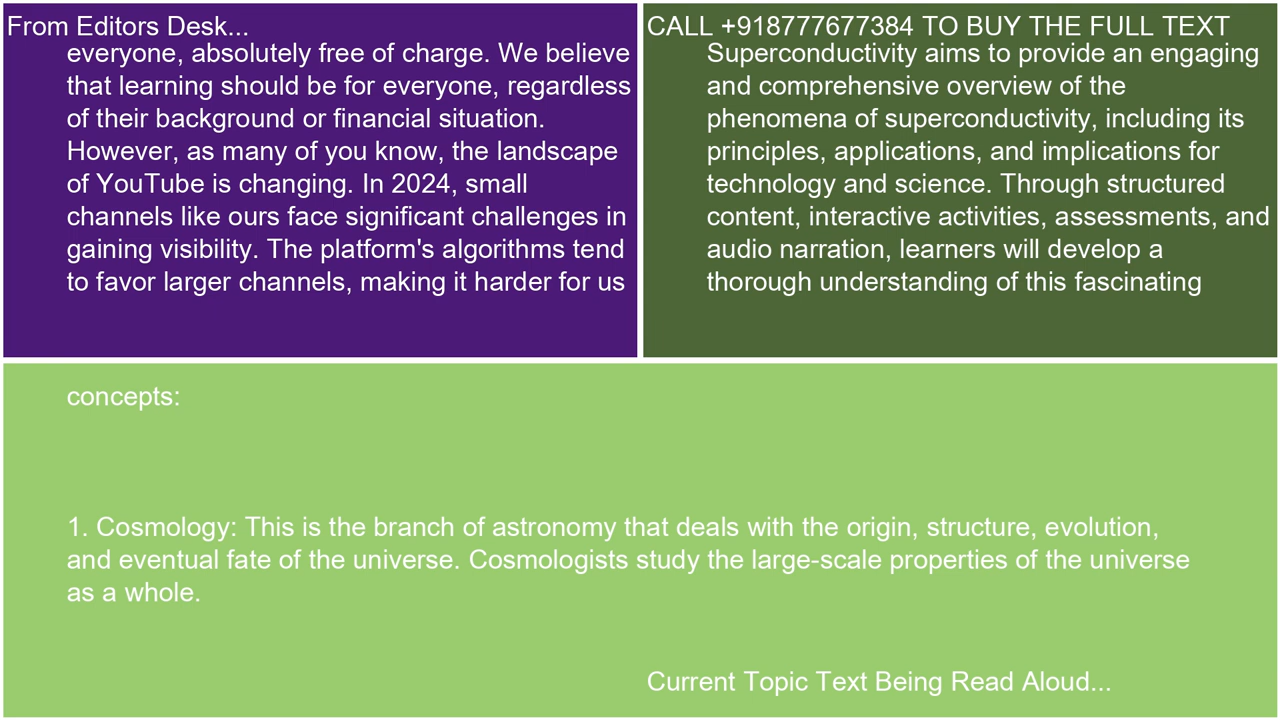 From Editors Desk...
everyone, absolutely free of charge. We believe
that learning should be for everyone, regardless
of their background or financial situation.
However, as many of you know, the landscape
of YouTube is changing. In 2024, small
channels like ours face significant challenges in
gaining visibility. The platform's algorithms tend
to favor larger channels, making it harder for us
CALL +918777677384 TO BUY THE FULL TEXT
Superconductivity aims to provide an engaging
and comprehensive overview of the
phenomena of superconductivity, including its
principles, applications, and implications for
technology and science. Through structured
content, interactive activities, assessments, and
audio narration, learners will develop a
thorough understanding of this fascinating
concepts:
1. Cosmology: This is the branch of astronomy that deals with the origin, structure, evolution,
and eventual fate of the universe. Cosmologists study the large-scale properties of the universe
as a whole.
Current Topic Text Being Read Aloud...